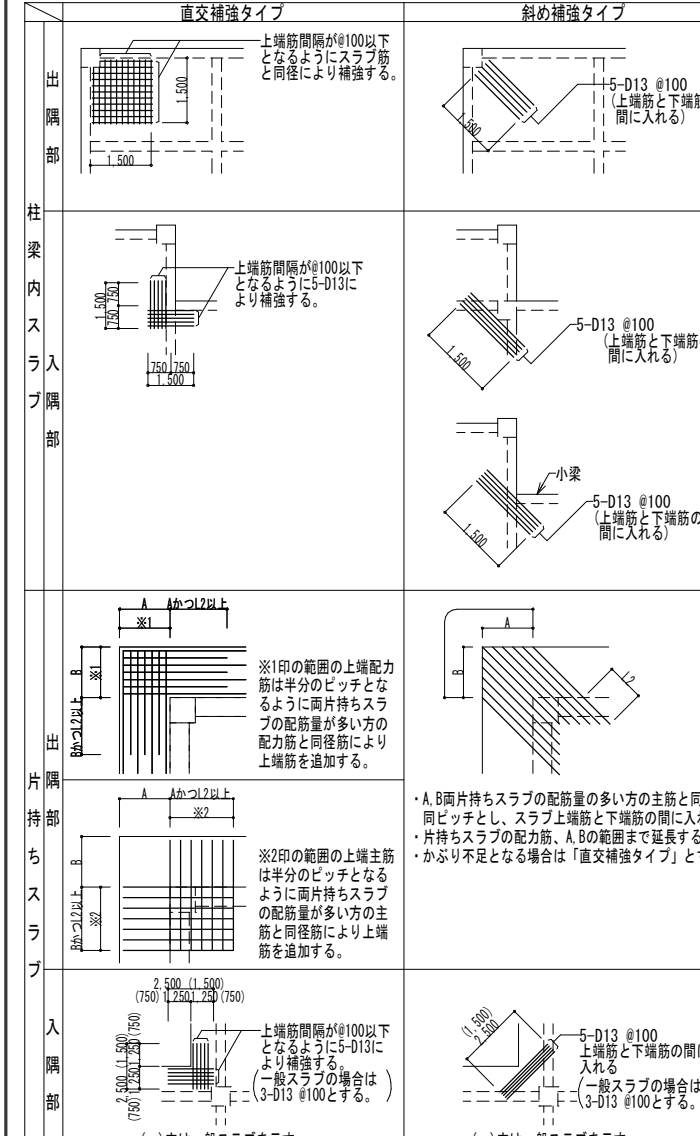 直交補強タイプ
斜め補強タイプ
柱梁内スラブ
出隅部
上端筋間隔が@100以下
となるようにスラブ筋
と同径により補強する。
1,500
1,500
5-D13 @100
(上端筋と下端筋
間に入れる)
1,500
入隅部
上端筋間隔が@100以下
となるように5-D13に
より補強する。
1,500
750 750
750 750
1,500
5-D13 @100
(上端筋と下端筋
間に入れる)
1,500
小梁
5-D13 @100
(上端筋と下端筋の
間に入れる)
1,500
片持ちスラブ
出隅部
A AかつL2以上
※1
B
※1
BかつL2以上
※1印の範囲の上端配力
筋は半分のピッチとな
るように両片持ちスラ
ブの配筋量が多い方の
配力筋と同径筋により
上端筋を追加する。
A AかつL2以上
※2
B
BかつL2以上
※2
※2印の範囲の上端主筋
は半分のピッチとなる
ように両片持ちスラブ
の配筋量が多い方の主
筋と同径筋により上端
筋を追加する。
A
B
L2
・A,B両片持ちスラブの配筋量の多い方の主筋と同
同ピッチとし、スラブ上端筋と下端筋の間に入
・片持ちスラブの配力筋、A,Bの範囲まで延長する
・かぶり不足となる場合は「直交補強タイプ」と
入隅部
2,500 (1,500)
(750) 1,250 1,250 (750)
2,500 (1,500)
(750) 1,250 1,250 (750)
上端筋間隔が@100以下
となるように5-D13に
より補強する。
(一般スラブの場合は
3-D13 @100とする。)
(1,500)
2,500
5-D13 @100
上端筋と下端筋の間に
入れる
(一般スラブの場合は
3-D13 @100とする。